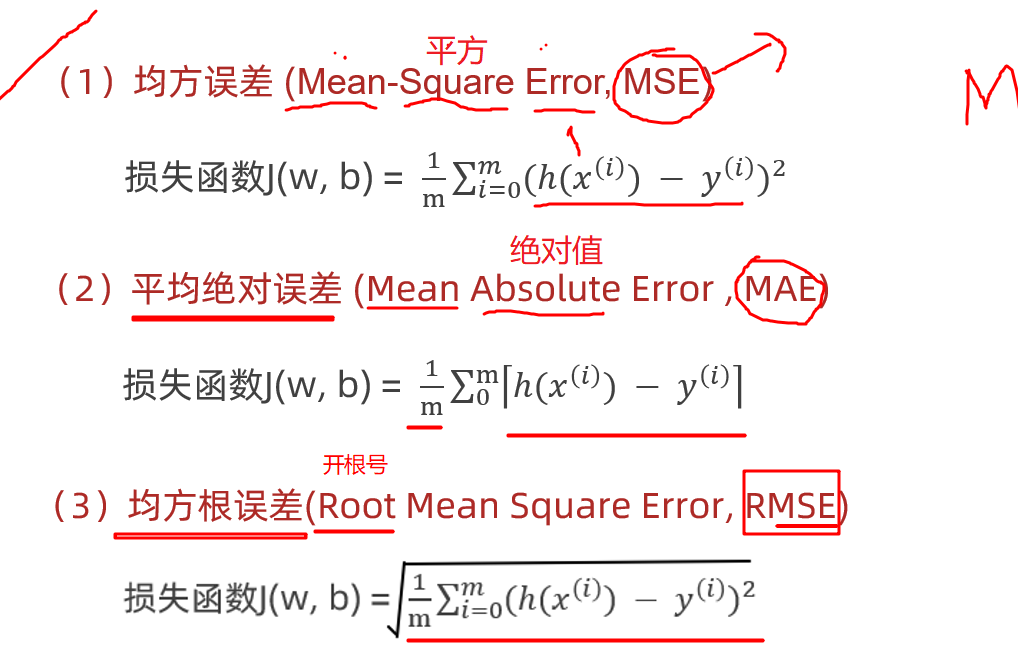 平方
（1）均方误差 (Mean-Square Error, MSE)
损失函数J(w, b) = \frac{1}{m} \sum_{i=0}^{m} (h(x^{(i)}) − y^{(i)})^2
绝对值
（2）平均绝对误差 (Mean Absolute Error , MAE)
损失函数J(w, b) = \frac{1}{m} \sum_{0}^{m} ⌈h(x^{(i)}) − y^{(i)}⌉
开根号
（3）均方根误差(Root Mean Square Error, RMSE)
损失函数J(w, b) = \sqrt{\frac{1}{m} \sum_{i=0}^{m} (h(x^{(i)}) − y^{(i)})^2}